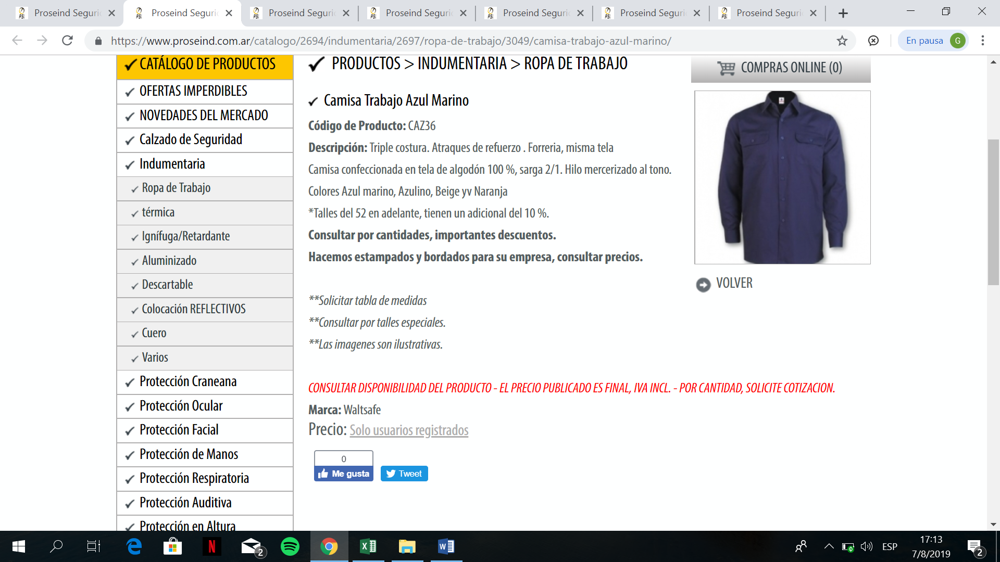 Proseind Seguri
Proseind Seguri
Proseind Seguri
Proseind Seguri
Proseind Seguri
Proseind Seguri
Proseind Seguri
https://www.proseind.com.ar/catalogo/2694/indumentaria/2697/ropa-de-trabajo/3049/camisa-trabajo-azul-marino/
En pausa
G
CATÁLOGO DE PRODUCTOS
OFERTAS IMPERDIBLES
NOVEDADES DEL MERCADO
Calzado de Seguridad
Indumentaria
Ropa de Trabajo
térmica
Ignífuga/Retardante
Aluminizado
Descartable
Colocación REFLECTIVOS
Cuero
Varios
Protección Craneana
Protección Ocular
Protección Facial
Protección de Manos
Protección Respiratoria
Protección Auditiva
Protección en Altura
PRODUCTOS > INDUMENTARIA > ROPA DE TRABAJO
Camisa Trabajo Azul Marino
Código de Producto: CAZ36
Descripción: Triple costura. Atraques de refuerzo . Forreria, misma tela
Camisa confeccionada en tela de algodón 100 %, sarga 2/1. Hilo mercerizado al tono.
Colores Azul marino, Azulino, Beige yv Naranja
*Talles del 52 en adelante, tienen un adicional del 10 %.
Consultar por cantidades, importantes descuentos.
Hacemos estampados y bordados para su empresa, consultar precios.
**Solicitar tabla de medidas
**Consultar por talles especiales.
**Las imagenes son ilustrativas.
CONSULTAR DISPONIBILIDAD DEL PRODUCTO - EL PRECIO PUBLICADO ES FINAL, IVA INCL. - POR CANTIDAD, SOLICITE COTIZACION.
Marca: Waltsafe
Precio: Solo usuarios registrados
0
Me gusta
Tweet
COMPRAS ONLINE (0)
VOLVER
2
ESP
17:13
7/8/2019
2